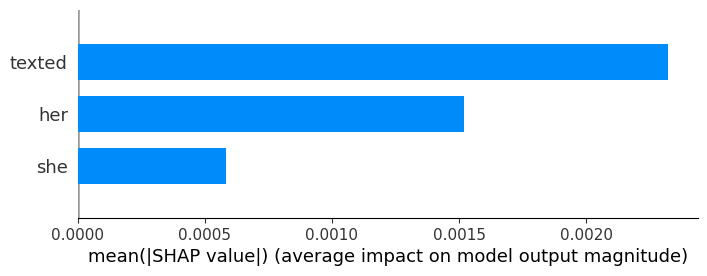 texted
her
she
0.0000 0.0005 0.0010 0.0015 0.0020
mean(|SHAP value|) (average impact on model output magnitude)